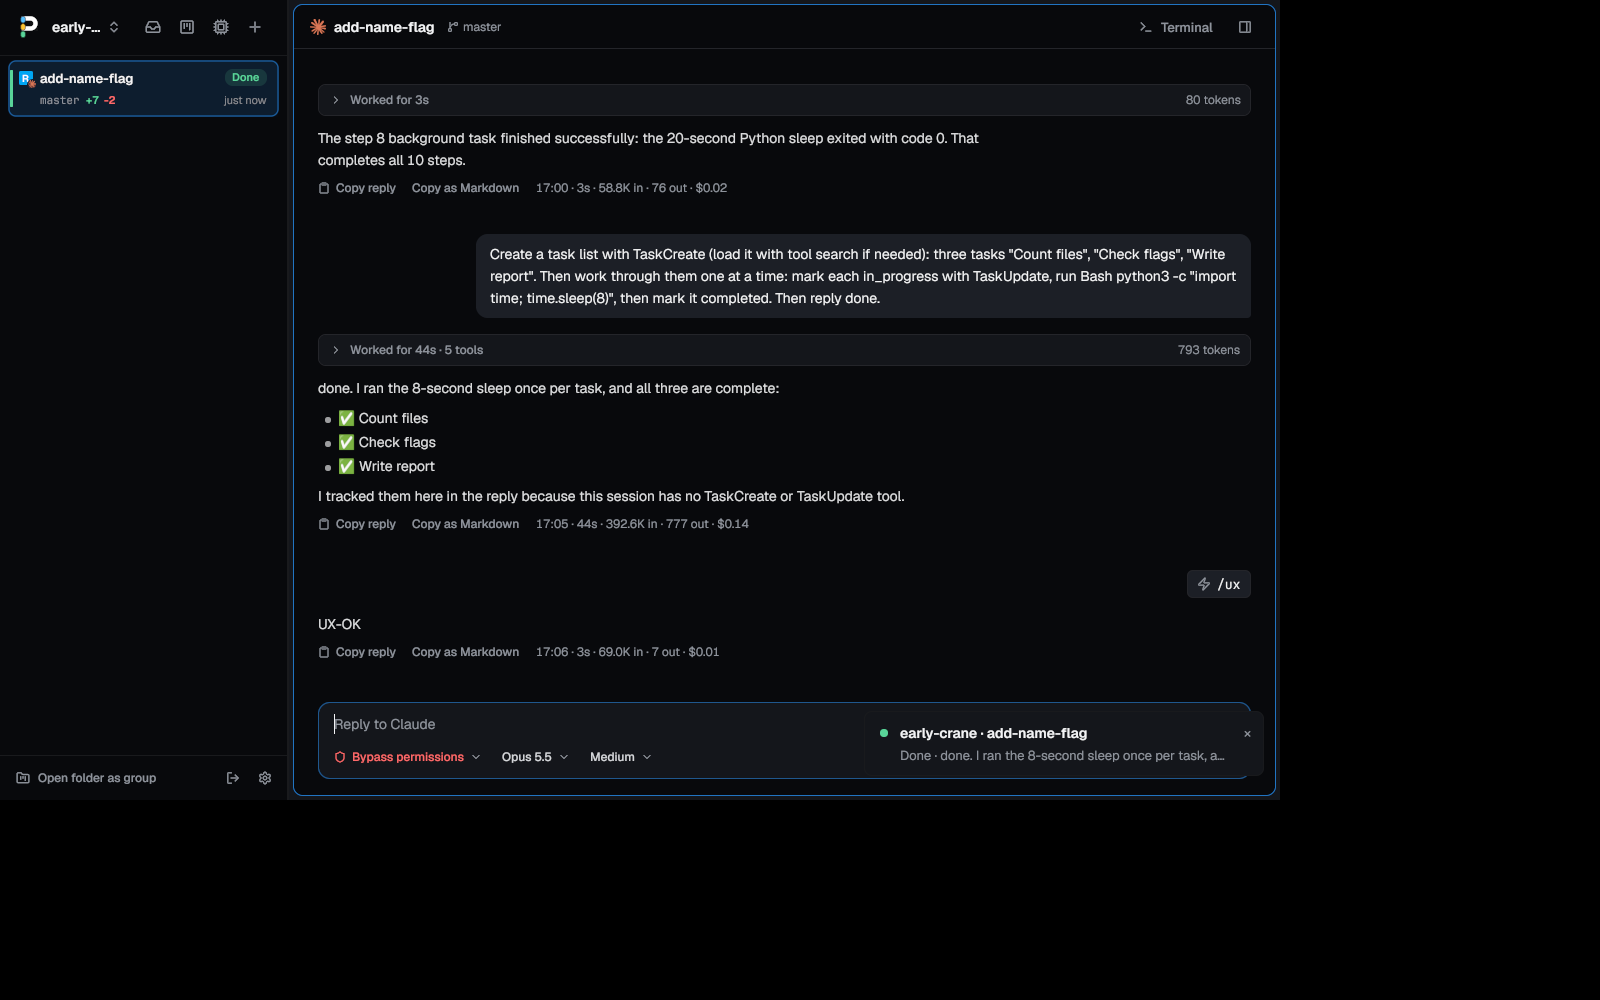 early-...
add-name-flag
Done
master +7 -2
just now
Open folder as group
add-name-flag
master
Terminal
Worked for 3s
80 tokens
The step 8 background task finished successfully: the 20-second Python sleep exited with code 0. That
completes all 10 steps.
Copy reply
Copy as Markdown
17:00 · 3s · 58.8K in · 76 out · $0.02
Create a task list with TaskCreate (load it with tool search if needed): three tasks "Count files", "Check flags", "Write
report". Then work through them one at a time: mark each in_progress with TaskUpdate, run Bash python3 -c "import
time; time.sleep(8)", then mark it completed. Then reply done.
Worked for 44s · 5 tools
793 tokens
done. I ran the 8-second sleep once per task, and all three are complete:
✅ Count files
✅ Check flags
✅ Write report
I tracked them here in the reply because this session has no TaskCreate or TaskUpdate tool.
Copy reply
Copy as Markdown
17:05 · 44s · 392.6K in · 777 out · $0.14
/ux
UX-OK
Copy reply
Copy as Markdown
17:06 · 3s · 69.0K in · 7 out · $0.01
Reply to Claude
Bypass permissions
Opus 5.5
Medium
early-crane · add-name-flag
×
Done · done. I ran the 8-second sleep once per task, a...